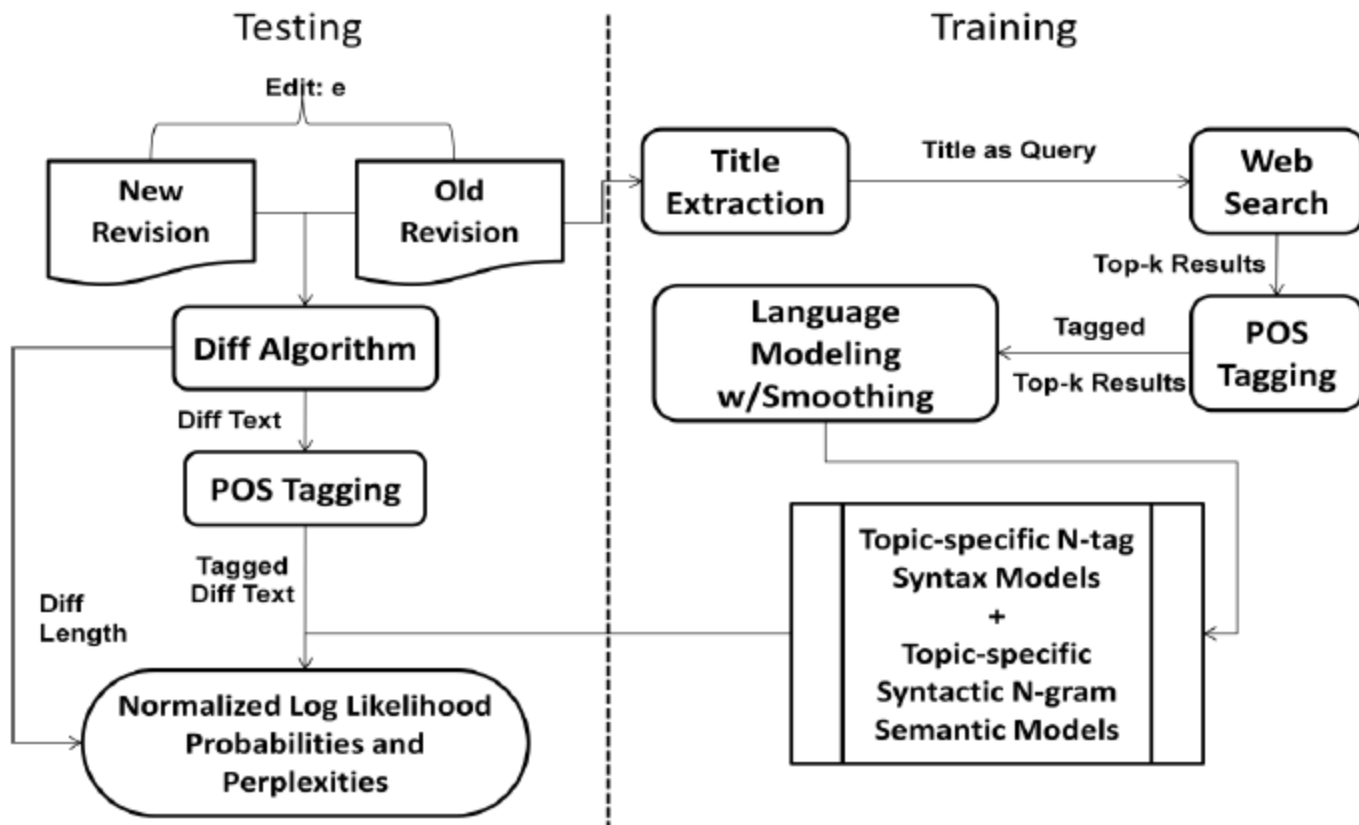 Testing
Training
Edit: e
New
Revision
Old
Revision
Title
Extraction
Title as Query
Web
Search
Top-k Results
POS
Tagging
Tagged
Top-k Results
Language
Modeling
w/Smoothing
Diff Algorithm
Diff Text
POS Tagging
Tagged
Diff Text
Diff
Length
Topic-specific N-tag
Syntax Models
+
Topic-specific
Syntactic N-gram
Semantic Models
Normalized Log Likelihood
Probabilities and
Perplexities